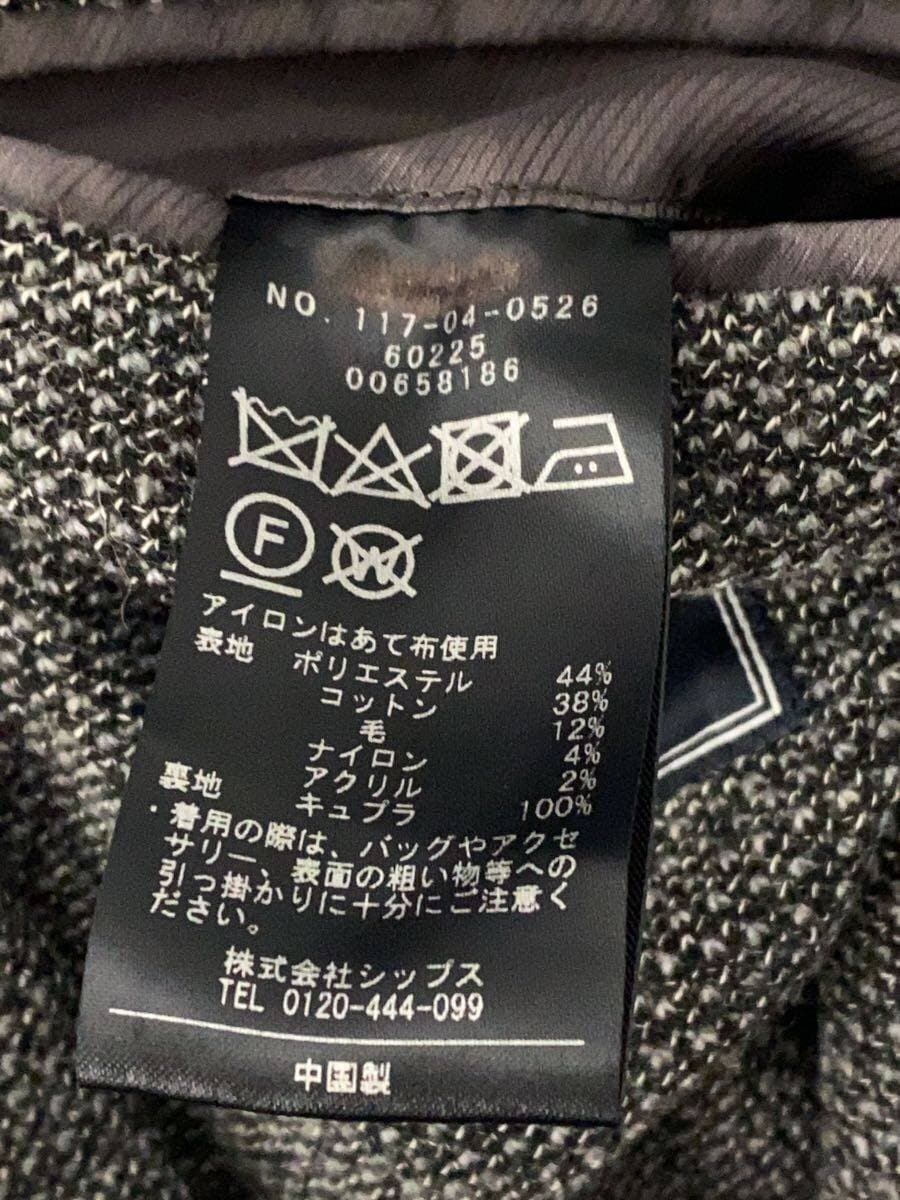 NO. 117-04-0526
60225
00658186
F
W
アイロンはあて布使用
表地 ポリエステル 44%
コットン 38%
毛 12%
ナイロン 4%
アクリル 2%
裏地 キュプラ 100%
・着用の際は、バッグやアクセ
サリー、表面の粗い物等への
引っ掛かりに十分にご注意く
ださい。
株式会社シップス
TEL 0120-444-099
中国製